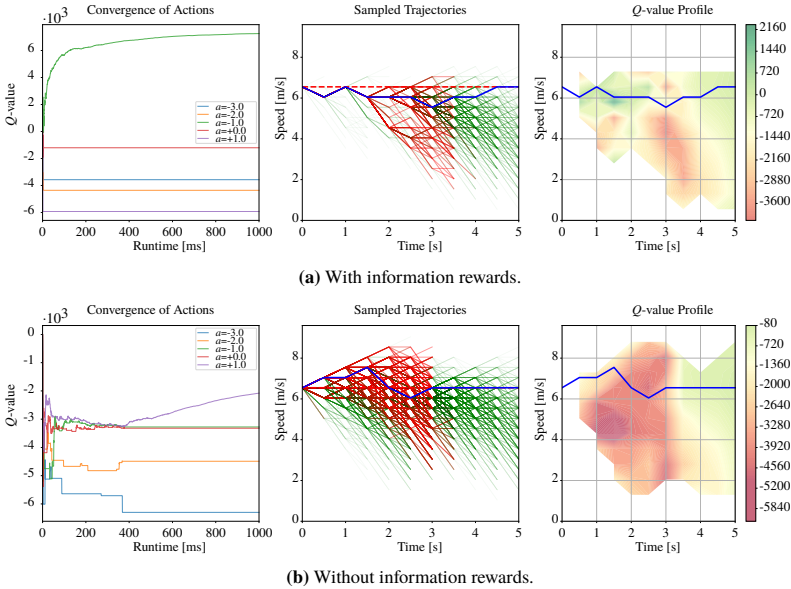 Convergence of Actions
·10³
Q-value
6
4
2
0
-2
-4
-6
a=-3.0
a=-2.0
a=-1.0
a=+0.0
a=+1.0
0 200 400 600 800 1000
Runtime [ms]
Sampled Trajectories
Speed [m/s]
8
6
4
2
0
0 1 2 3 4 5
Time [s]
Q-value Profile
Speed [m/s]
8
6
4
2
0
0 1 2 3 4 5
Time [s]
2160
1440
720
0
-720
-1440
-2160
-2880
-3600
(a) With information rewards.
Convergence of Actions
·10³
Q-value
0
-1
-2
-3
-4
-5
-6
a=-3.0
a=-2.0
a=-1.0
a=+0.0
a=+1.0
0 200 400 600 800 1000
Runtime [ms]
Sampled Trajectories
Speed [m/s]
8
6
4
2
0
0 1 2 3 4 5
Time [s]
Q-value Profile
Speed [m/s]
8
6
4
2
0
0 1 2 3 4 5
Time [s]
-80
-720
-1360
-2000
-2640
-3280
-3920
-4560
-5200
-5840
(b) Without information rewards.